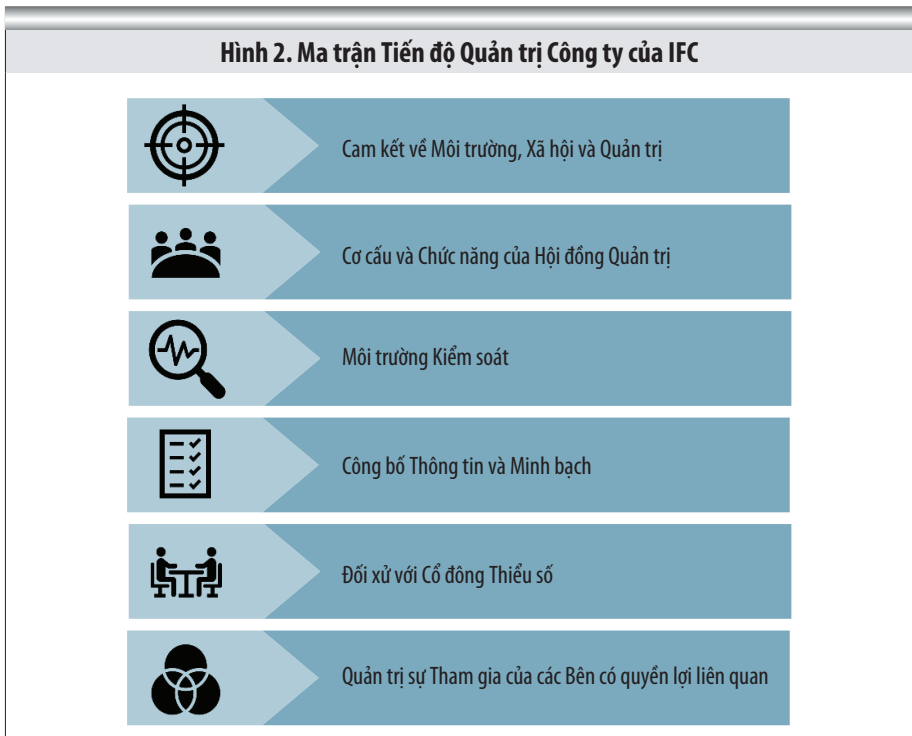 Hình 2. Ma trận Tiến độ Quản trị Công ty của IFC
Cam kết về Môi trường, Xã hội và Quản trị
Cơ cấu và Chức năng của Hội đồng Quản trị
Môi trường Kiểm soát
Công bố Thông tin và Minh bạch
Đối xử với Cổ đông Thiểu số
Quản trị sự Tham gia của các Bên có quyền lợi liên quan